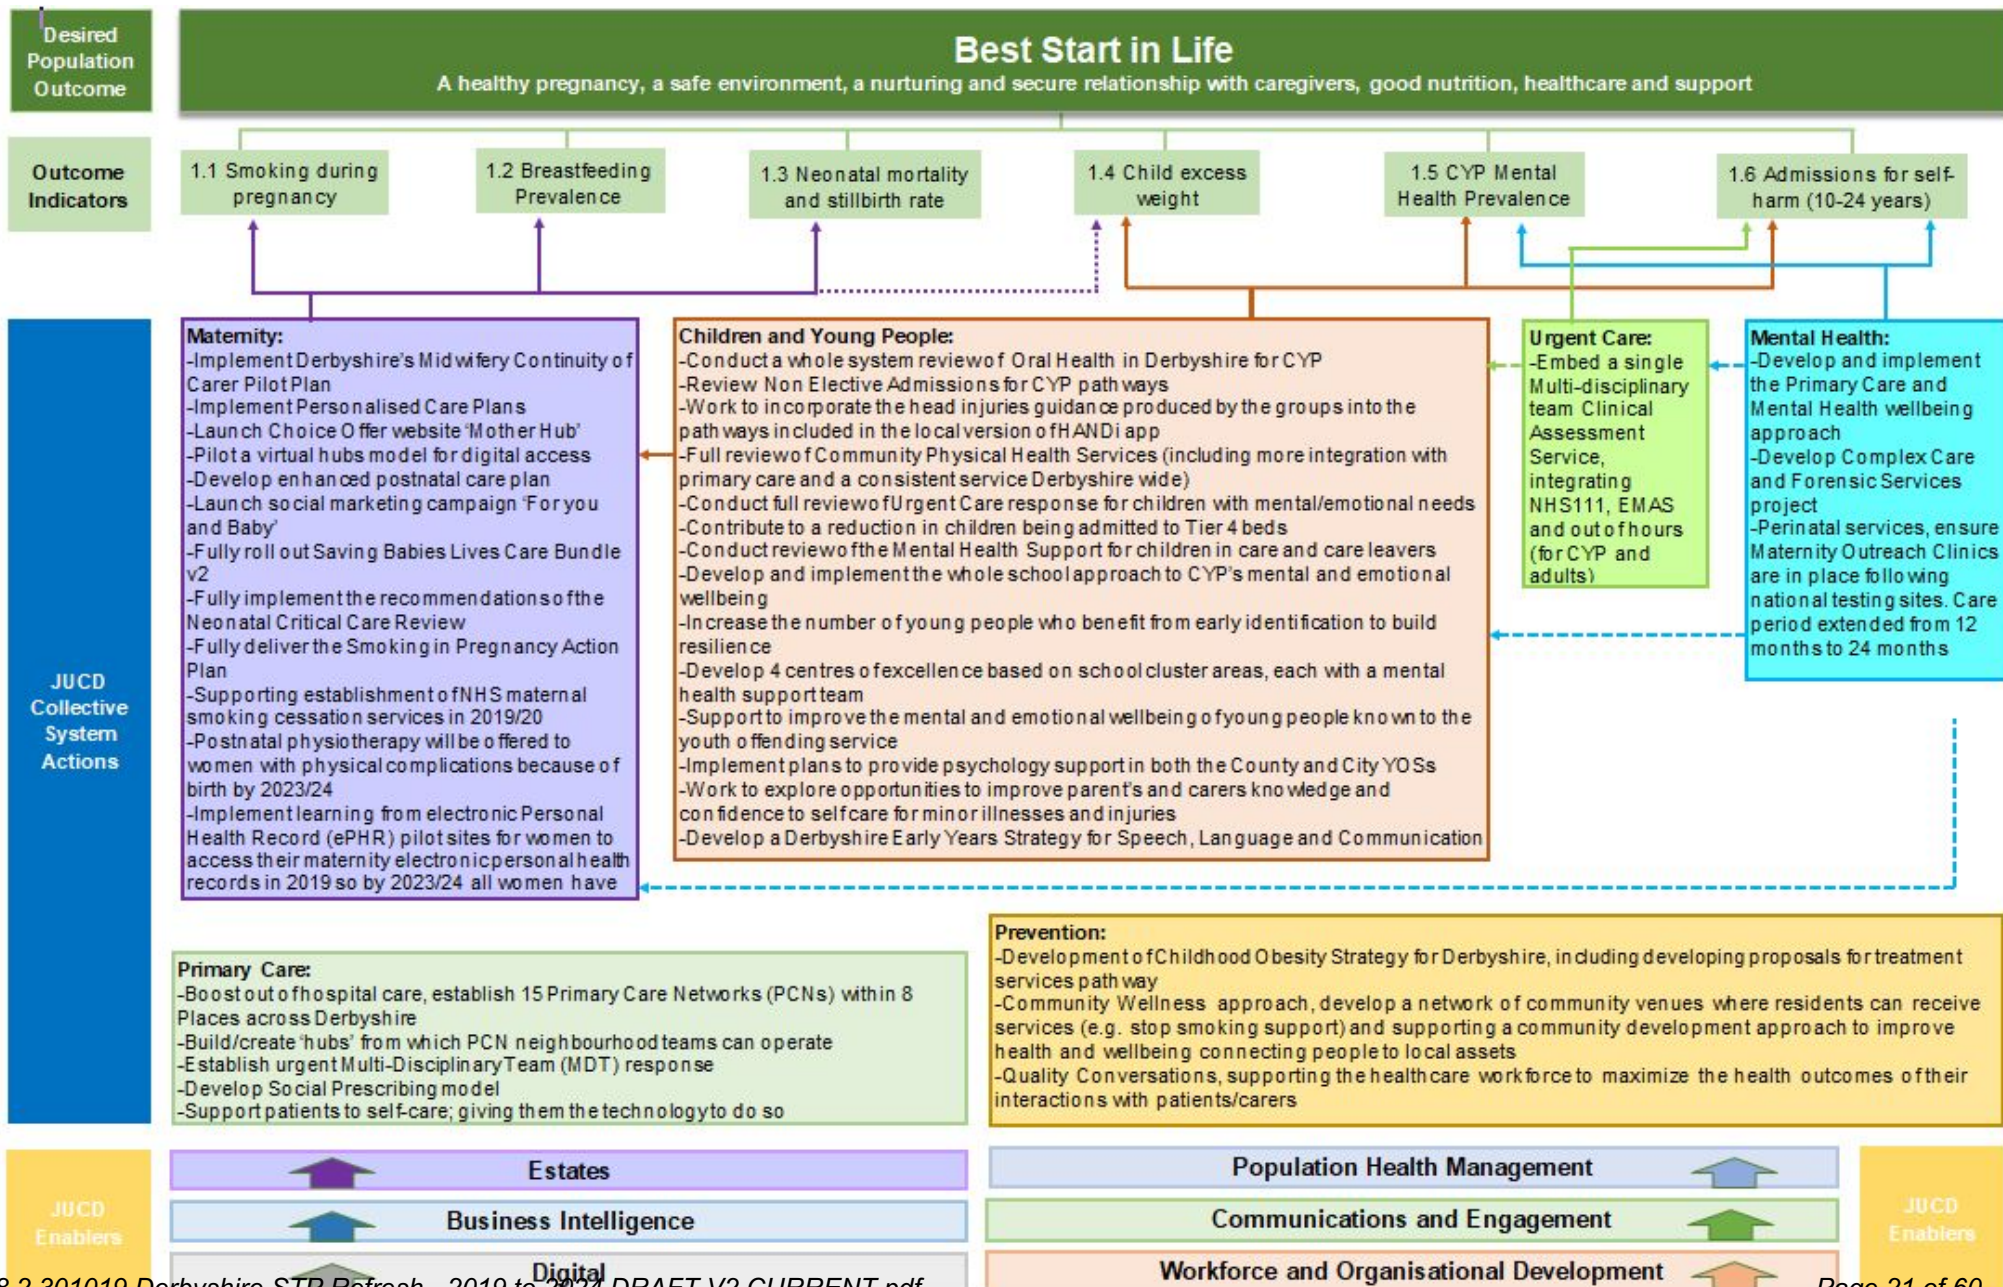 Desired
Population
Outcome
Best Start in Life
A healthy pregnancy, a safe environment, a nurturing and secure relationship with caregivers, good nutrition, healthcare and support
Outcome
Indicators
1.1 Smoking during
pregnancy
1.2 Breastfeeding
Prevalence
1.3 Neonatal mortality
and stillbirth rate
1.4 Child excess
weight
1.5 CYP Mental
Health Prevalence
1.6 Admissions for self-
harm (10-24 years)
JUCD
Collective
System
Actions
Maternity:
-Implement Derbyshire's Midwifery Continuity of
Carer Pilot Plan
-Implement Personalised Care Plans
-Launch Choice Offer website 'Mother Hub'
-Pilot a virtual hubs model for digital access
-Develop enhanced postnatal care plan
-Launch social marketing campaign 'For you
and Baby'
-Fully roll out Saving Babies Lives Care Bundle
v2
-Fully implement the recommendations of the
Neonatal Critical Care Review
-Fully deliver the Smoking in Pregnancy Action
Plan
-Supporting establishment of NHS maternal
smoking cessation services in 2019/20
-Postnatal physiotherapy will be offered to
women with physical complications because of
birth by 2023/24
-Implement learning from electronic Personal
Health Record (ePHR) pilot sites for women to
access their maternity electronic personal health
records in 2019 so by 2023/24 all women have
Children and Young People:
-Conduct a whole system review of Oral Health in Derbyshire for CYP
-Review Non Elective Admissions for CYP pathways
-Work to incorporate the head injuries guidance produced by the groups into the
pathways included in the local version of HANDi app
-Full review of Community Physical Health Services (including more integration with
primary care and a consistent service Derbyshire wide)
-Conduct full review of Urgent Care response for children with mental/emotional needs
-Contribute to a reduction in children being admitted to Tier 4 beds
-Conduct review of the Mental Health Support for children in care and care leavers
-Develop and implement the whole school approach to CYP's mental and emotional
wellbeing
-Increase the number of young people who benefit from early identification to build
resilience
-Develop 4 centres of excellence based on school cluster areas, each with a mental
health support team
-Support to improve the mental and emotional wellbeing of young people known to the
youth offending service
-Implement plans to provide psychology support in both the County and City YOSs
-Work to explore opportunities to improve parent's and carers knowledge and
confidence to self care for minor illnesses and injuries
-Develop a Derbyshire Early Years Strategy for Speech, Language and Communication
Urgent Care:
-Embed a single
Multi-disciplinary
team Clinical
Assessment
Service,
integrating
NHS111, EMAS
and out of hours
(for CYP and
adults)
Mental Health:
-Develop and implement
the Primary Care and
Mental Health wellbeing
approach
-Develop Complex Care
and Forensic Services
project
-Perinatal services, ensure
Maternity Outreach Clinics
are in place following
national testing sites. Care
period extended from 12
months to 24 months
Primary Care:
-Boost out of hospital care, establish 15 Primary Care Networks (PCNs) within 8
Places across Derbyshire
-Build/create 'hubs' from which PCN neighbourhood teams can operate
-Establish urgent Multi-Disciplinary Team (MDT) response
-Develop Social Prescribing model
-Support patients to self-care; giving them the technology to do so
Prevention:
-Development of Childhood Obesity Strategy for Derbyshire, including developing proposals for treatment
services pathway
-Community Wellness approach, develop a network of community venues where residents can receive
services (e.g. stop smoking support) and supporting a community development approach to improve
health and wellbeing connecting people to local assets
-Quality Conversations, supporting the healthcare workforce to maximize the health outcomes of their
interactions with patients/carers
JUCD
Enablers
Estates
Business Intelligence
Digital
Population Health Management
Communications and Engagement
Workforce and Organisational Development
JUCD
Enablers
8.2 301019 Derbyshire STP Refresh - 2019 to 2024 DRAFT V2 CURRENT.pdf
Page 21 of 60